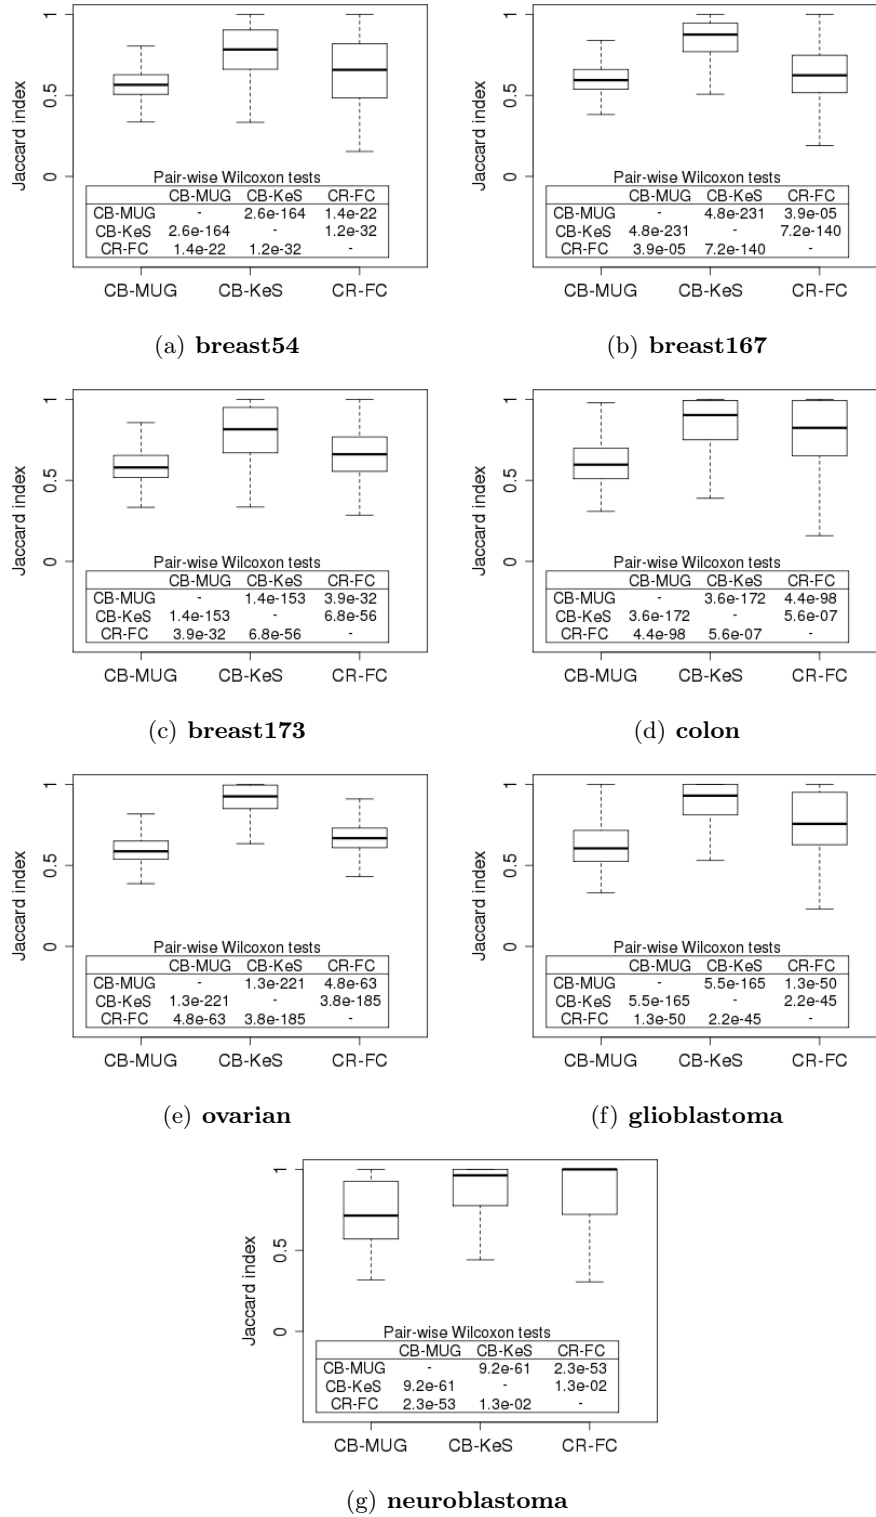 Jaccard index
1
0.5
0
Pair-wise Wilcoxon tests
CB-MUG CB-KeS CR-FC
CB-MUG - 2.6e-164 1.4e-22
CB-KeS 2.6e-164 - 1.2e-32
CR-FC 1.4e-22 1.2e-32 -
CB-MUG CB-KeS CR-FC
(a) breast54
Jaccard index
1
0.5
0
Pair-wise Wilcoxon tests
CB-MUG CB-KeS CR-FC
CB-MUG - 4.8e-231 3.9e-05
CB-KeS 4.8e-231 - 7.2e-140
CR-FC 3.9e-05 7.2e-140 -
CB-MUG CB-KeS CR-FC
(b) breast167
Jaccard index
1
0.5
0
Pair-wise Wilcoxon tests
CB-MUG CB-KeS CR-FC
CB-MUG - 1.4e-153 3.9e-32
CB-KeS 1.4e-153 - 6.8e-56
CR-FC 3.9e-32 6.8e-56 -
CB-MUG CB-KeS CR-FC
(c) breast173
Jaccard index
1
0.5
0
Pair-wise Wilcoxon tests
CB-MUG CB-KeS CR-FC
CB-MUG - 3.6e-172 4.4e-98
CB-KeS 3.6e-172 - 5.6e-07
CR-FC 4.4e-98 5.6e-07 -
CB-MUG CB-KeS CR-FC
(d) colon
Jaccard index
1
0.5
0
Pair-wise Wilcoxon tests
CB-MUG CB-KeS CR-FC
CB-MUG - 1.3e-221 4.8e-63
CB-KeS 1.3e-221 - 3.8e-185
CR-FC 4.8e-63 3.8e-185 -
CB-MUG CB-KeS CR-FC
(e) ovarian
Jaccard index
1
0.5
0
Pair-wise Wilcoxon tests
CB-MUG CB-KeS CR-FC
CB-MUG - 5.5e-165 1.3e-50
CB-KeS 5.5e-165 - 2.2e-45
CR-FC 1.3e-50 2.2e-45 -
CB-MUG CB-KeS CR-FC
(f) glioblastoma
Jaccard index
1
0.5
0
Pair-wise Wilcoxon tests
CB-MUG CB-KeS CR-FC
CB-MUG - 9.2e-61 2.3e-53
CB-KeS 9.2e-61 - 1.3e-02
CR-FC 2.3e-53 1.3e-02 -
CB-MUG CB-KeS CR-FC
(g) neuroblastoma